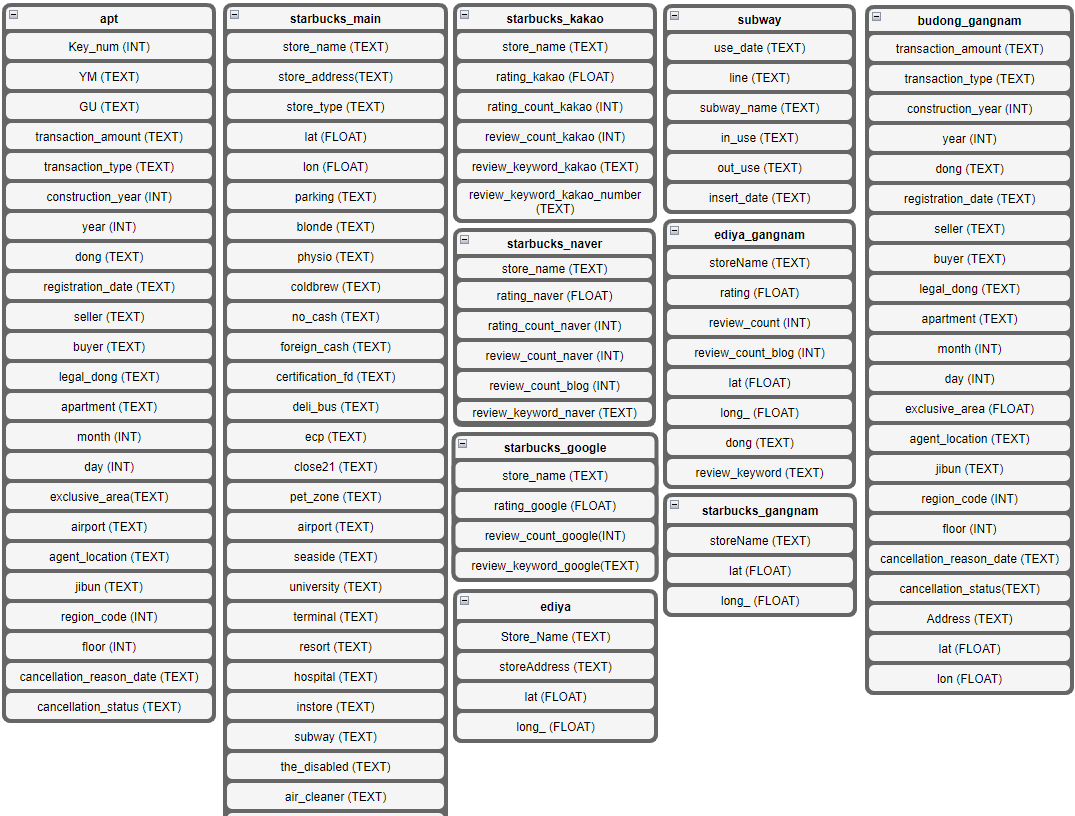 apt
Key_num (INT)
YM (TEXT)
GU (TEXT)
transaction_amount (TEXT)
transaction_type (TEXT)
construction_year (INT)
year (INT)
dong (TEXT)
registration_date (TEXT)
seller (TEXT)
buyer (TEXT)
legal_dong (TEXT)
apartment (TEXT)
month (INT)
day (INT)
exclusive_area(TEXT)
airport (TEXT)
agent_location (TEXT)
jibun (TEXT)
region_code (INT)
floor (INT)
cancellation_reason_date (TEXT)
cancellation_status (TEXT)
starbucks_main
store_name (TEXT)
store_address(TEXT)
store_type (TEXT)
lat (FLOAT)
lon (FLOAT)
parking (TEXT)
blonde (TEXT)
physio (TEXT)
coldbrew (TEXT)
no_cash (TEXT)
foreign_cash (TEXT)
certification_fd (TEXT)
deli_bus (TEXT)
ecp (TEXT)
close21 (TEXT)
pet_zone (TEXT)
airport (TEXT)
seaside (TEXT)
university (TEXT)
terminal (TEXT)
resort (TEXT)
hospital (TEXT)
instore (TEXT)
subway (TEXT)
the_disabled (TEXT)
air_cleaner (TEXT)
starbucks_kakao
store_name (TEXT)
rating_kakao (FLOAT)
rating_count_kakao (INT)
review_count_kakao (INT)
review_keyword_kakao (TEXT)
review_keyword_kakao_number
(TEXT)
starbucks_naver
store_name (TEXT)
rating_naver (FLOAT)
rating_count_naver (INT)
review_count_naver (INT)
review_count_blog (INT)
review_keyword_naver (TEXT)
starbucks_google
store_name (TEXT)
rating_google (FLOAT)
review_count_google(INT)
review_keyword_google(TEXT)
ediya
Store_Name (TEXT)
storeAddress (TEXT)
lat (FLOAT)
long_ (FLOAT)
subway
use_date (TEXT)
line (TEXT)
subway_name (TEXT)
in_use (TEXT)
out_use (TEXT)
insert_date (TEXT)
ediya_gangnam
storeName (TEXT)
rating (FLOAT)
review_count (INT)
review_count_blog (INT)
lat (FLOAT)
long_ (FLOAT)
dong (TEXT)
review_keyword (TEXT)
starbucks_gangnam
storeName (TEXT)
lat (FLOAT)
long_ (FLOAT)
budong_gangnam
transaction_amount (TEXT)
transaction_type (TEXT)
construction_year (INT)
year (INT)
dong (TEXT)
registration_date (TEXT)
seller (TEXT)
buyer (TEXT)
legal_dong (TEXT)
apartment (TEXT)
month (INT)
day (INT)
exclusive_area (FLOAT)
agent_location (TEXT)
jibun (TEXT)
region_code (INT)
floor (INT)
cancellation_reason_date (TEXT)
cancellation_status(TEXT)
Address (TEXT)
lat (FLOAT)
lon (FLOAT)